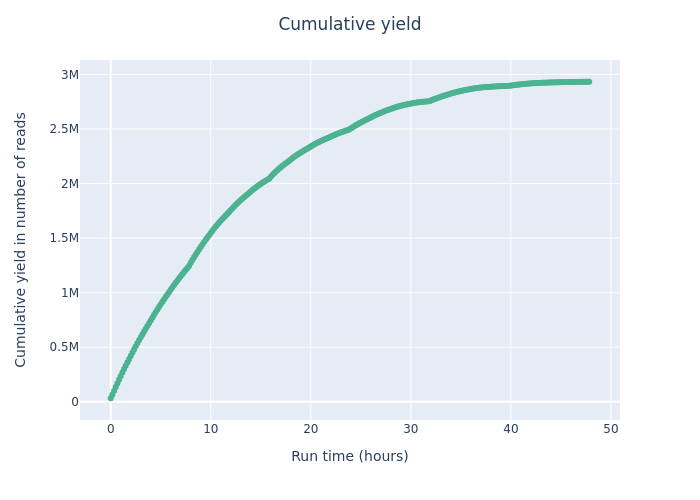 Cumulative yield
Cumulative yield in number of reads
3M
2.5M
2M
1.5M
1M
0.5M
0
0 10 20 30 40 50
Run time (hours)